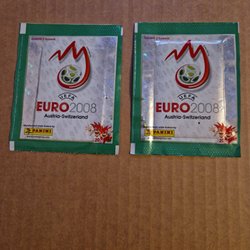 UEFA
EURO2008
Austria-Switzerland
PANINI
UEFA
EURO2008
Austria-Switzerland
PANINI